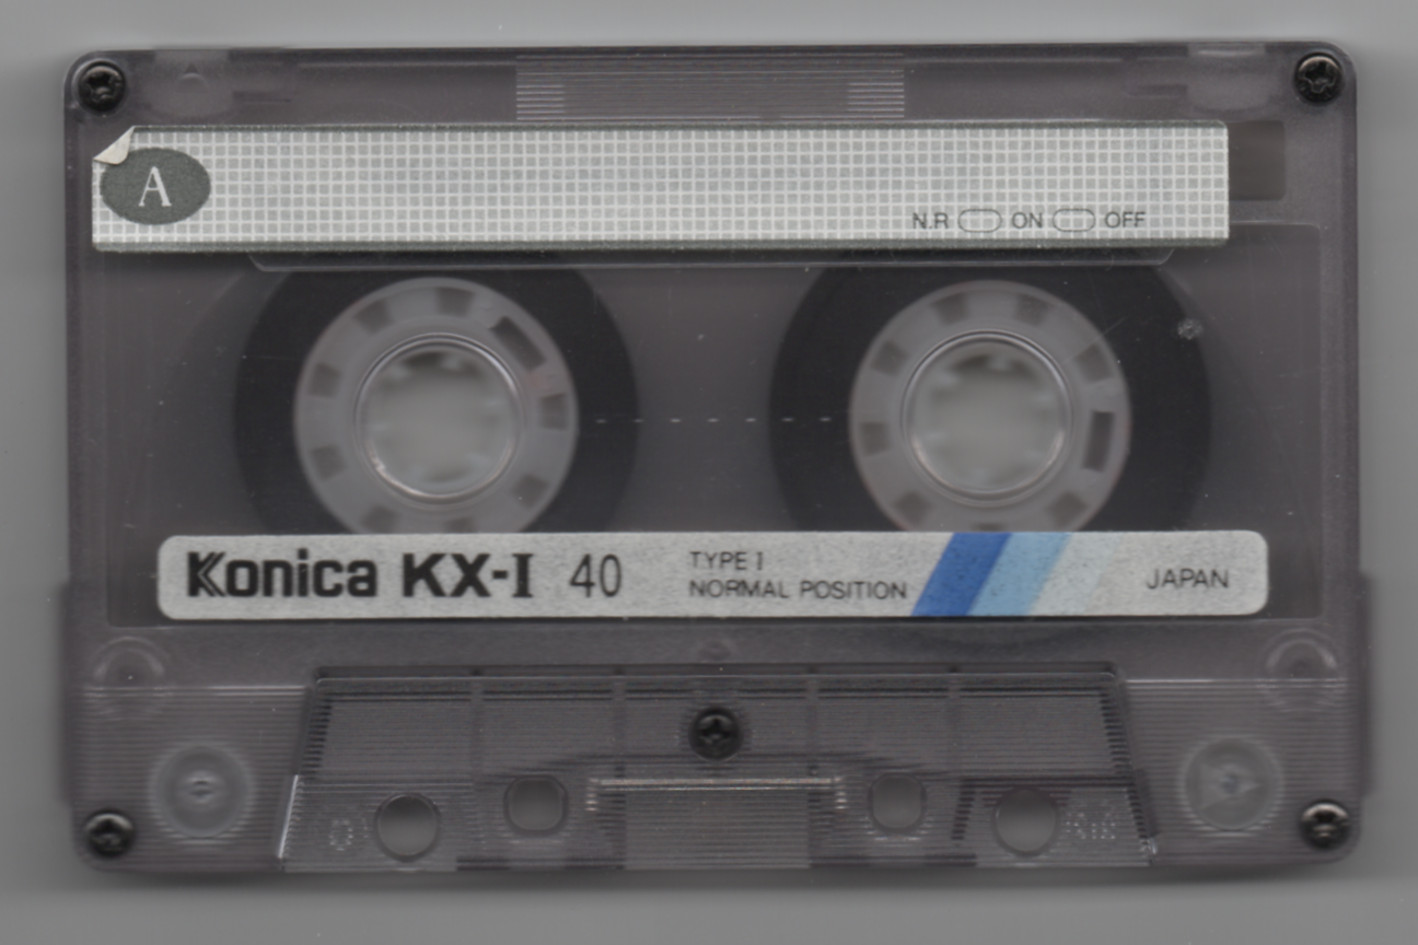 A
N.R ON OFF
Konica KX-I 40
TYPE I
NORMAL POSITION
JAPAN